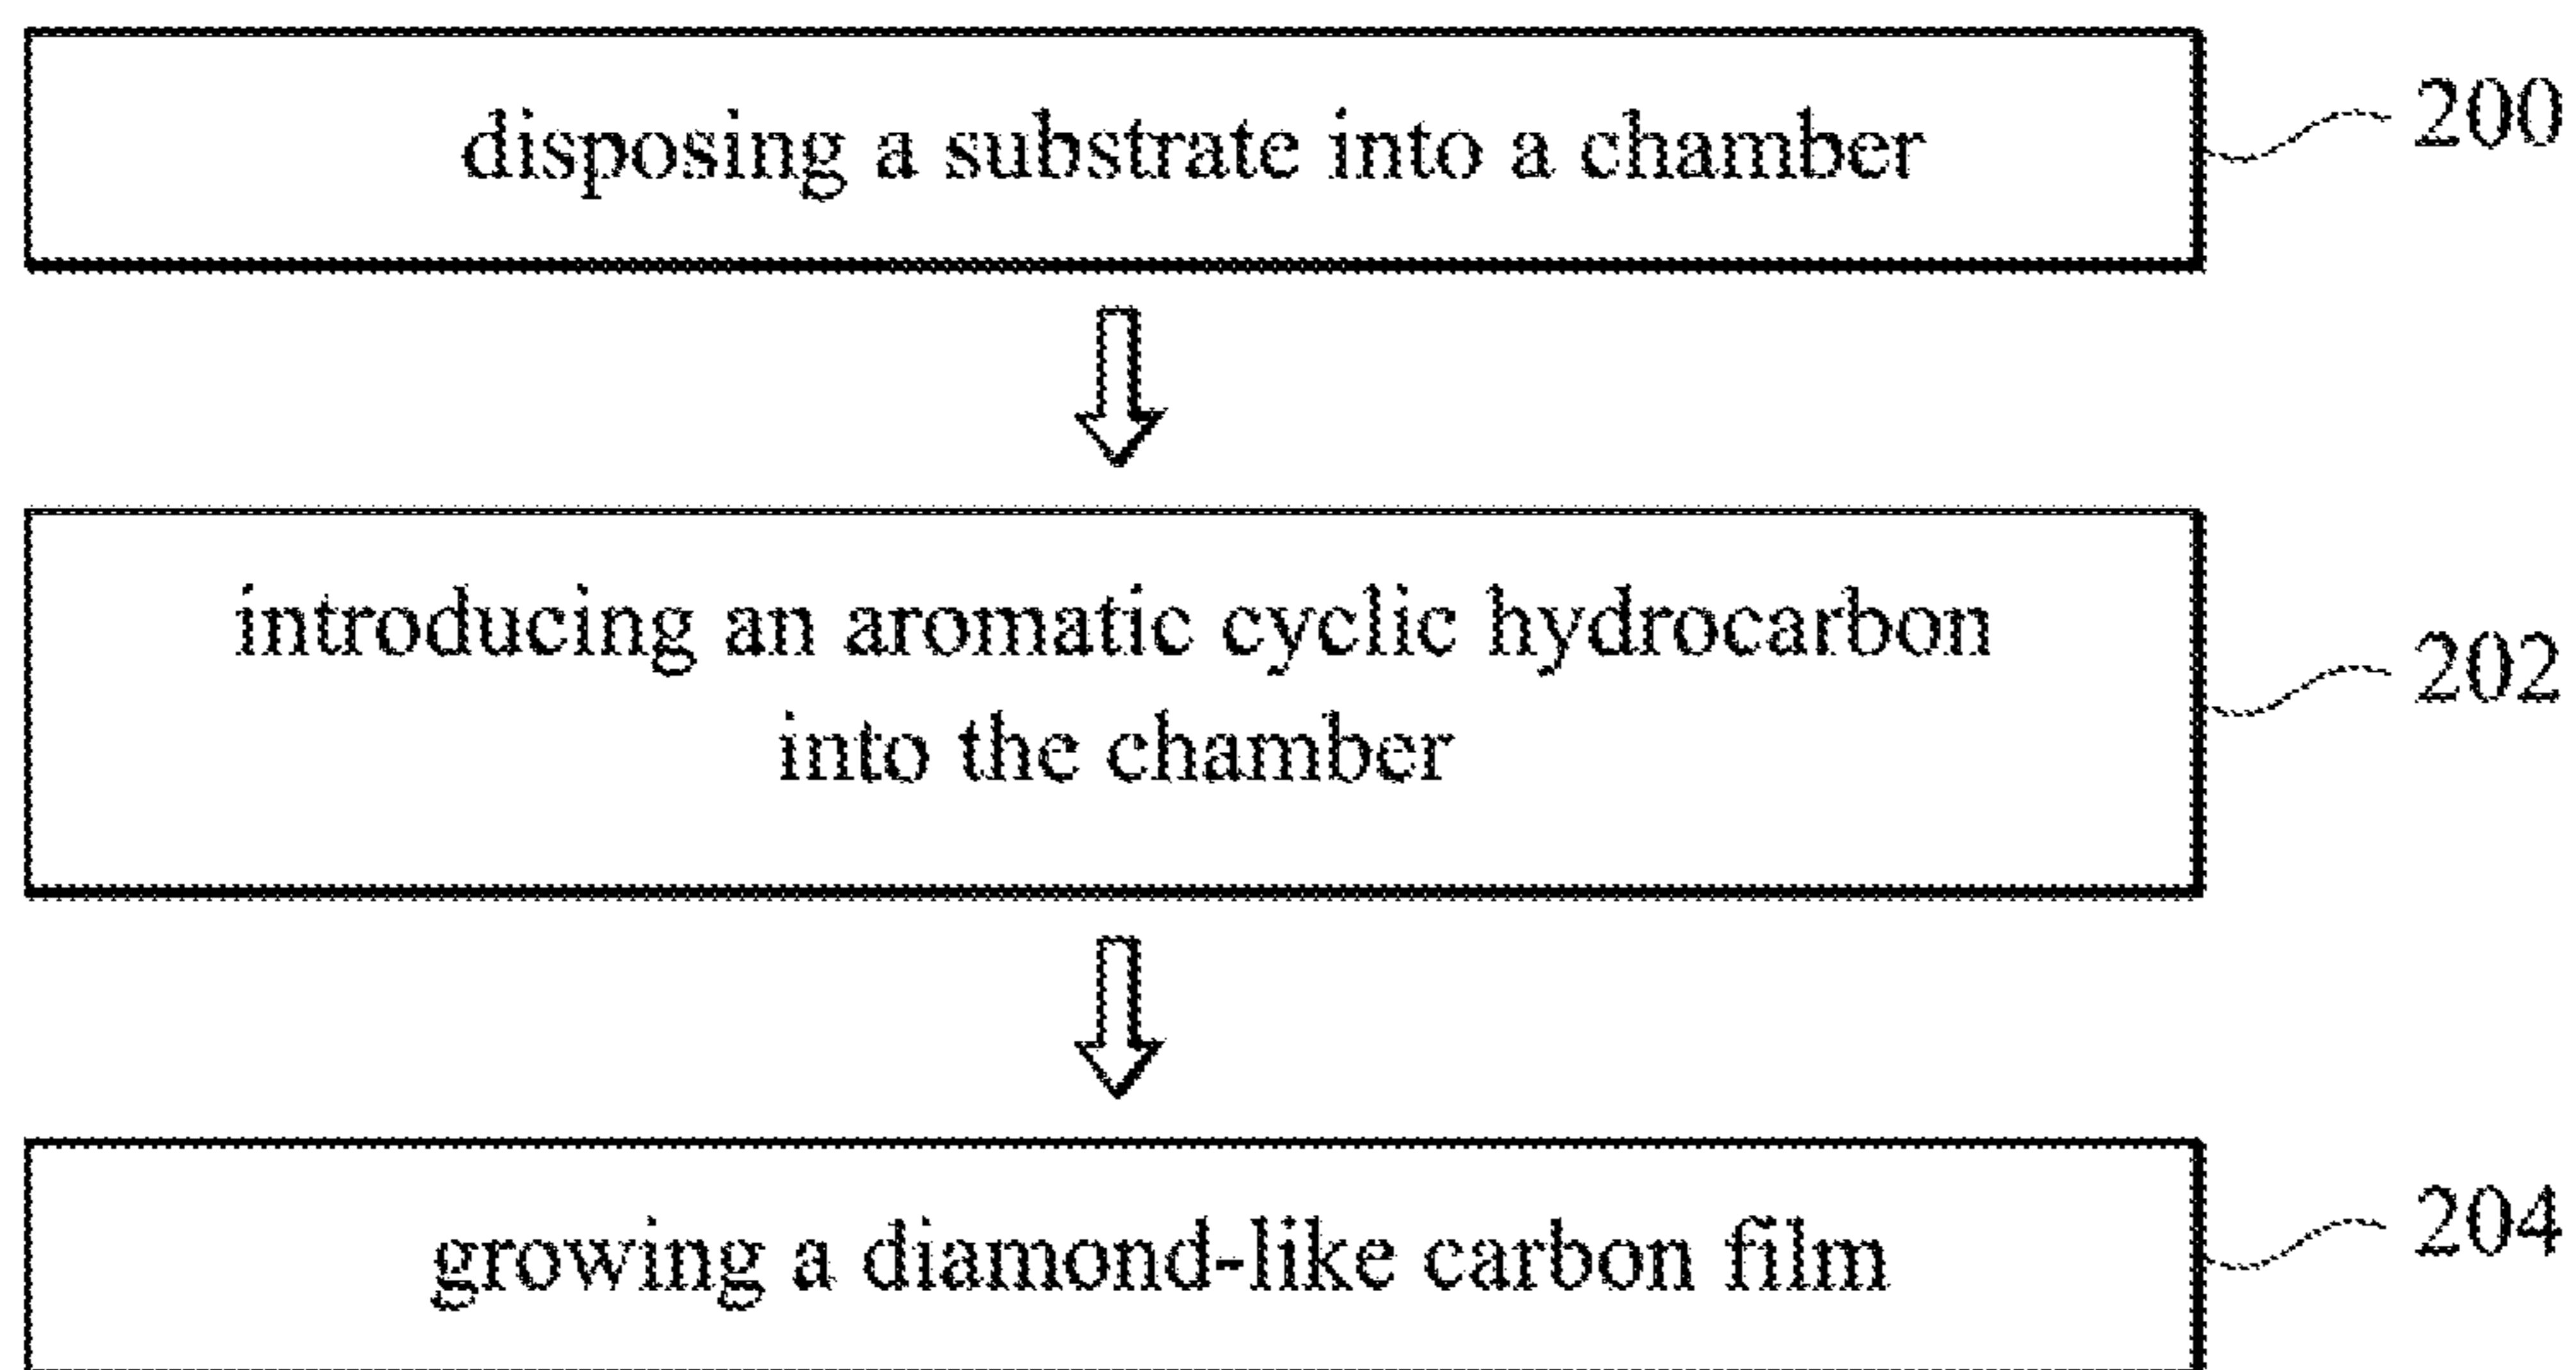 disposing a substrate into a chamber
200
introducing an aromatic cyclic hydrocarbon
into the chamber
202
growing a diamond-like carbon film
204